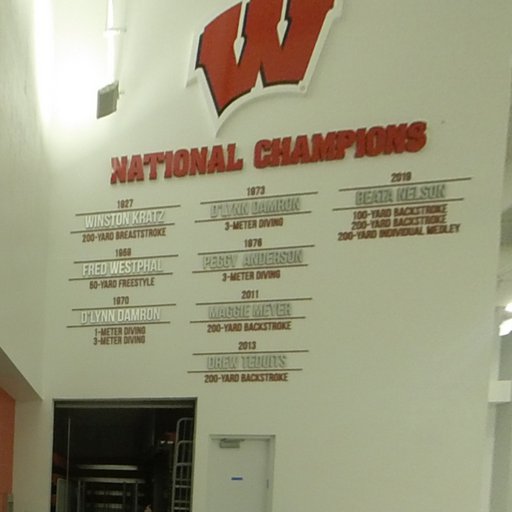 W
NATIONAL CHAMPIONS
1927
WINSTON KRATZ
200-YARD BREASTSTROKE
1959
FRED WESTPHAL
50-YARD FREESTYLE
1970
D'LYNN DAMRON
1-METER DIVING
3-METER DIVING
1973
D'LYNN DAMRON
3-METER DIVING
1976
PEGGY ANDERSON
3-METER DIVING
2011
MAGGIE MEYER
200-YARD BACKSTROKE
2013
DREW TEDUITS
200-YARD BACKSTROKE
2019
BEATA NELSON
100-YARD BACKSTROKE
200-YARD BACKSTROKE
200-YARD INDIVIDUAL MEDLEY